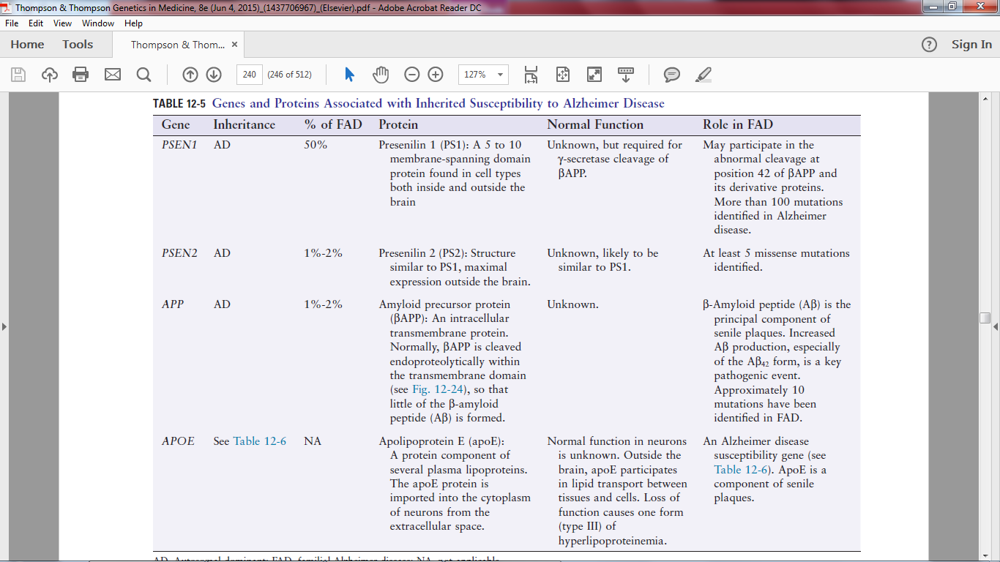 Thompson & Thompson Genetics in Medicine, 8e (Jun 4, 2015)_(1437706967)_(Elsevier).pdf - Adobe Acrobat Reader DC
File Edit View Window Help
Home Tools Thompson & Thom... × ? Sign In
240 (246 of 512) 127%
TABLE 12-5 Genes and Proteins Associated with Inherited Susceptibility to Alzheimer Disease
Gene Inheritance % of FAD Protein Normal Function Role in FAD
PSEN1 AD 50% Presenilin 1 (PS1): A 5 to 10 Unknown, but required for May participate in the
membrane-spanning domain γ-secretase cleavage of abnormal cleavage at
protein found in cell types βAPP. position 42 of βAPP and
both inside and outside the its derivative proteins.
brain More than 100 mutations
identified in Alzheimer
disease.
PSEN2 AD 1%-2% Presenilin 2 (PS2): Structure Unknown, likely to be At least 5 missense mutations
similar to PS1, maximal similar to PS1. identified.
expression outside the brain.
APP AD 1%-2% Amyloid precursor protein Unknown. β-Amyloid peptide (Aβ) is the
(βAPP): An intracellular principal component of
transmembrane protein. senile plaques. Increased
Normally, βAPP is cleaved Aβ production, especially
endoproteolytically within of the Aβ42 form, is a key
the transmembrane domain pathogenic event.
(see Fig. 12-24), so that Approximately 10
little of the β-amyloid mutations have been
peptide (Aβ) is formed. identified in FAD.
APOE See Table 12-6 NA Apolipoprotein E (apoE): Normal function in neurons An Alzheimer disease
A protein component of is unknown. Outside the susceptibility gene (see
several plasma lipoproteins. brain, apoE participates Table 12-6). ApoE is a
The apoE protein is in lipid transport between component of senile
imported into the cytoplasm tissues and cells. Loss of plaques.
of neurons from the function causes one form
extracellular space. (type III) of
hyperlipoproteinemia.
AD, Autosomal dominant; FAD, familial Alzheimer disease; NA, not applicable.